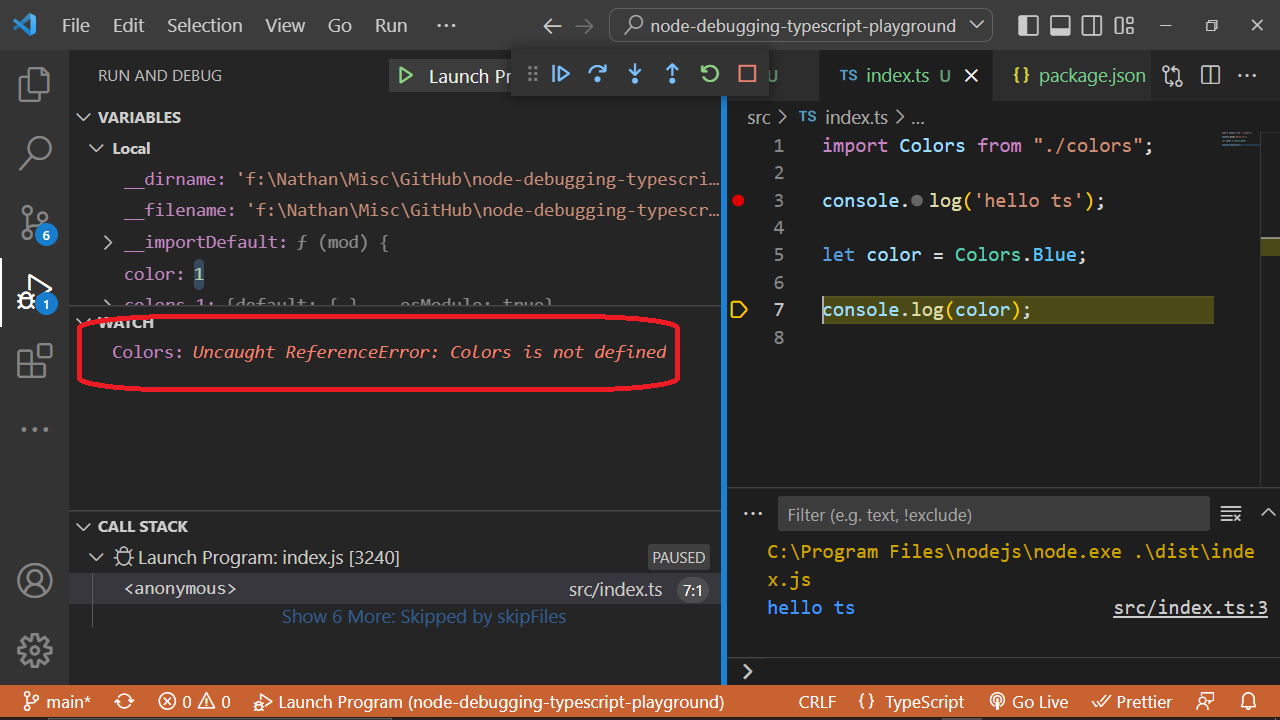 File Edit Selection View Go Run ··· node-debugging-typescript-playground
RUN AND DEBUG
Launch Pr
U
TS index.ts U
{} package.json
VARIABLES
Local
__dirname: 'f:\Nathan\Misc\GitHub\node-debugging-typescri…
__filename: 'f:\Nathan\Misc\GitHub\node-debugging-typescr…
__importDefault: ƒ (mod) {
color: 1
colors_1: {default: {…}, __esModule: true}
WATCH
Colors: Uncaught ReferenceError: Colors is not defined
CALL STACK
Launch Program: index.js [3240] PAUSED
<anonymous> src/index.ts 7:1
Show 6 More: Skipped by skipFiles
6
1
src > TS index.ts > ...
1 import Colors from "./colors";
2
3 console.log('hello ts');
4
5 let color = Colors.Blue;
6
7 console.log(color);
8
Filter (e.g. text, !exclude)
C:\Program Files\nodejs\node.exe .\dist\inde
x.js
hello ts src/index.ts:3
main* 0 0 Launch Program (node-debugging-typescript-playground) CRLF {} TypeScript Go Live Prettier